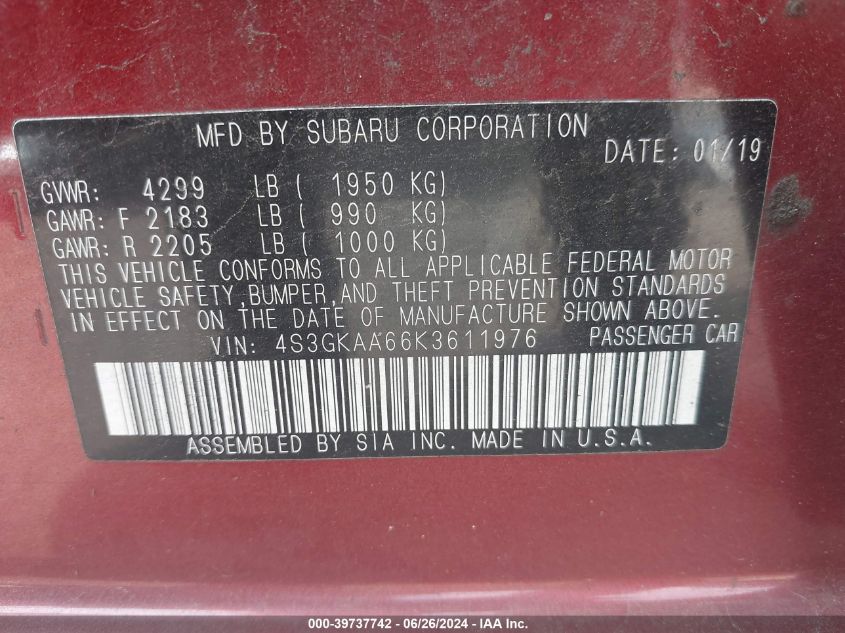 MFD BY SUBARU CORPORATION
DATE: 01/19
GVWR: 4299 LB ( 1950 KG)
GAWR: F 2183 LB ( 990 KG)
GAWR: R 2205 LB ( 1000 KG)
THIS VEHICLE CONFORMS TO ALL APPLICABLE FEDERAL MOTOR
VEHICLE SAFETY,BUMPER,AND THEFT PREVENTION STANDARDS
IN EFFECT ON THE DATE OF MANUFACTURE SHOWN ABOVE.
VIN: 4S3GKAA66K3611976 PASSENGER CAR
ASSEMBLED BY SIA INC. MADE IN U.S.A.
000-39737742 - 06/26/2024 - IAA Inc.